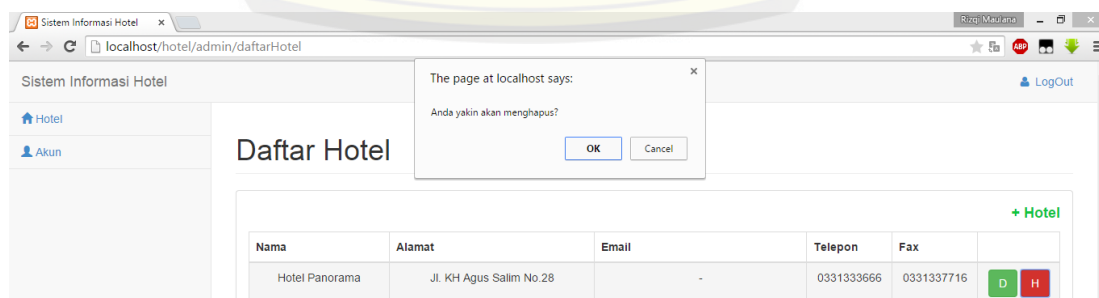 Sistem Informasi Hotel
Rizqi Maulana
localhost/hotel/admin/daftarHotel
ABP
Sistem Informasi Hotel
LogOut
The page at localhost says:
Anda yakin akan menghapus?
OK Cancel
Hotel
Akun
Daftar Hotel
+ Hotel
Nama Alamat Email Telepon Fax
Hotel Panorama Jl. KH Agus Salim No.28 - 0331333666 0331337716 D H